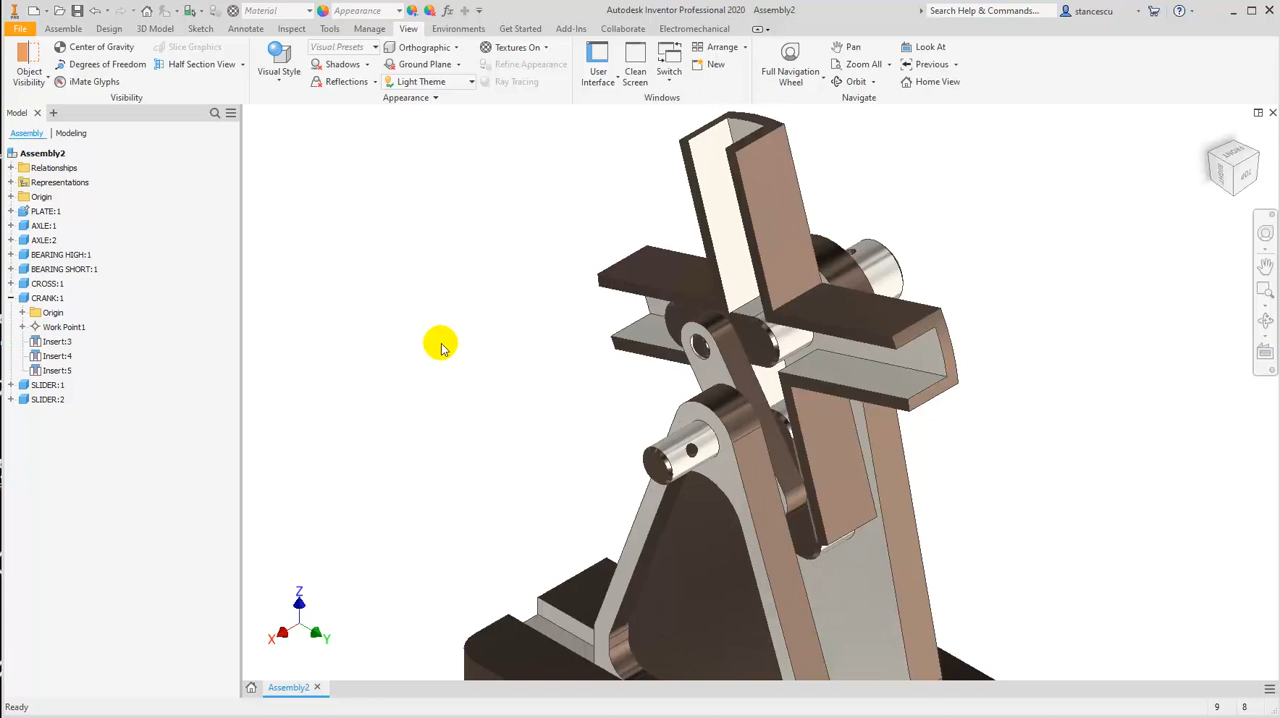 Material
Appearance
Autodesk Inventor Professional 2020 Assembly2
Search Help & Commands...
stancescu
File Assemble Design 3D Model Sketch Annotate Inspect Tools Manage View Environments Get Started Add-Ins Collaborate Electromechanical
Object Visibility
Center of Gravity
Degrees of Freedom
iMate Glyphs
Slice Graphics
Half Section View
Visibility
Visual Style
Visual Presets
Shadows
Reflections
Orthographic
Ground Plane
Light Theme
Textures On
Refine Appearance
Ray Tracing
Appearance
User Interface
Clean Screen
Switch
Arrange
New
Windows
Full Navigation Wheel
Pan
Zoom All
Orbit
Look At
Previous
Home View
Navigate
Model
Assembly Modeling
Assembly2
Relationships
Representations
Origin
PLATE:1
AXLE:1
AXLE:2
BEARING HIGH:1
BEARING SHORT:1
CROSS:1
CRANK:1
Origin
Work Point1
Insert:3
Insert:4
Insert:5
SLIDER:1
SLIDER:2
TOP
Z
X
Y
Assembly2
Ready
9 8